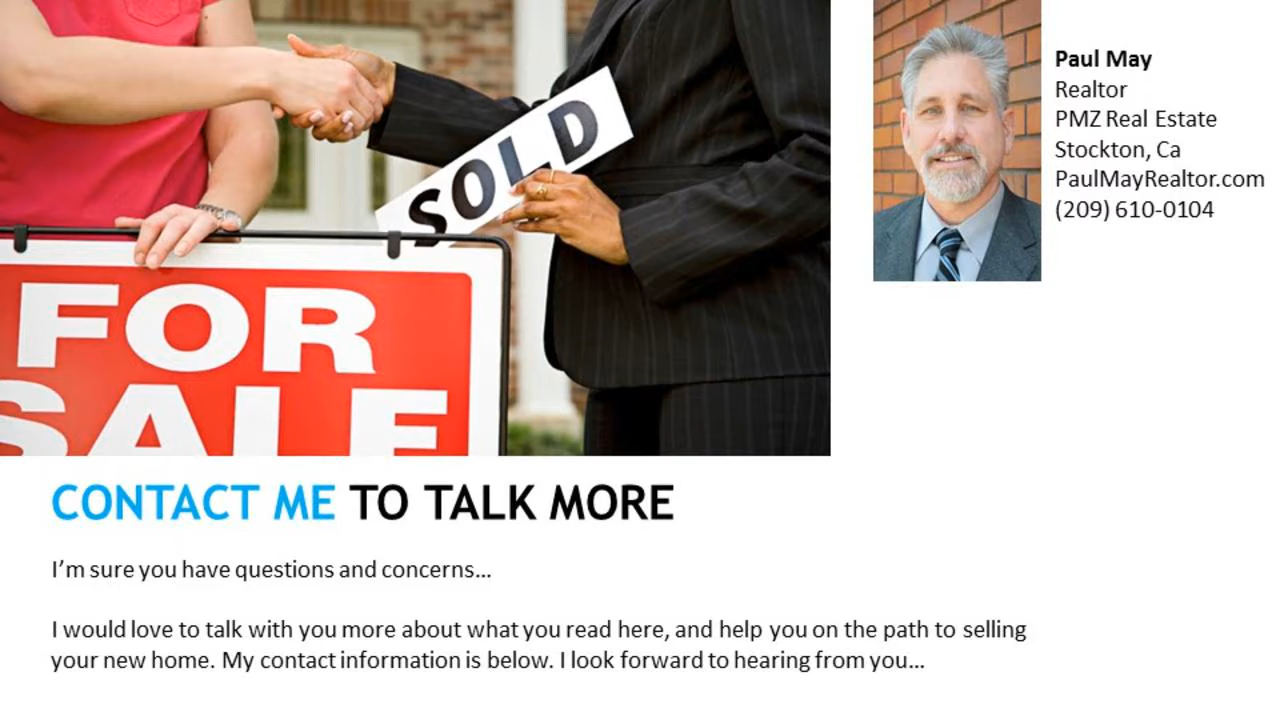 SOLD
FOR
SALE
Paul May
Realtor
PMZ Real Estate
Stockton, Ca
PaulMayRealtor.com
(209) 610-0104
CONTACT ME TO TALK MORE
I’m sure you have questions and concerns…
I would love to talk with you more about what you read here, and help you on the path to selling
your new home. My contact information is below. I look forward to hearing from you…